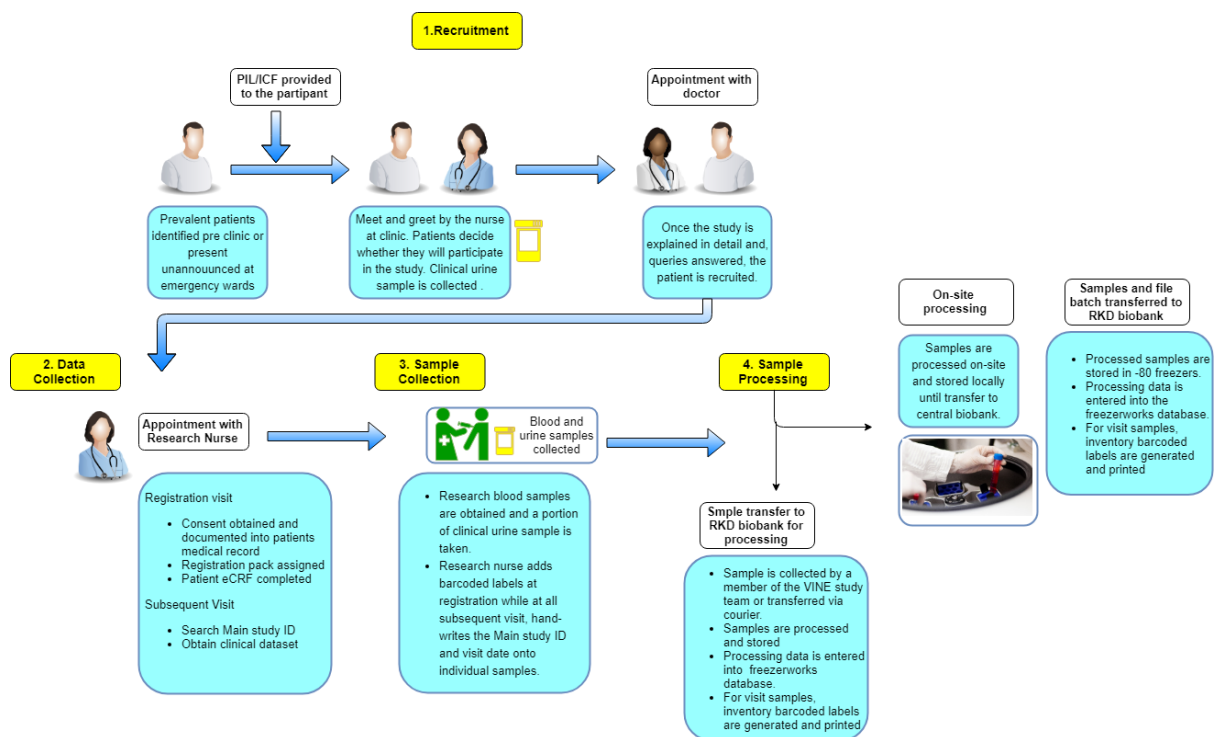 1.Recruitment
PIL/ICF provided
to the partipant
Appointment with
doctor
Prevalent patients
identified pre clinic or
present
unannouunced at
emergency wards
Meet and greet by the nurse
at clinic. Patients decide
whether they will participate
in the study. Clinical urine
sample is collected .
Once the study is
explained in detail and,
queries answered, the
patient is recruited.
2. Data
Collection
Appointment with
Research Nurse
Registration visit
• Consent obtained and
documented into patients
medical record
• Registration pack assigned
• Patient eCRF completed
Subsequent Visit
• Search Main study ID
• Obtain clinical dataset
3. Sample
Collection
Blood and
urine samples
collected
• Research blood samples
are obtained and a portion
of clinical urine sample is
taken.
• Research nurse adds
barcoded labels at
registration while at all
subsequent visit, hand-
writes the Main study ID
and visit date onto
individual samples.
4. Sample
Processing
Smple transfer to
RKD biobank for
processing
• Sample is collected by a
member of the VINE study
team or transferred via
courier.
• Samples are processed
and stored
• Processing data is entered
into freezerworks
database.
• For visit samples,
inventory barcoded labels
are generated and printed
On-site
processing
Samples are
processed on-site
and stored locally
until transfer to
central biobank.
Samples and file
batch transferred to
RKD biobank
• Processed samples are
stored in -80 freezers.
• Processing data is
entered into the
freezerworks database.
• For visit samples,
inventory barcoded
labels are generated
and printed